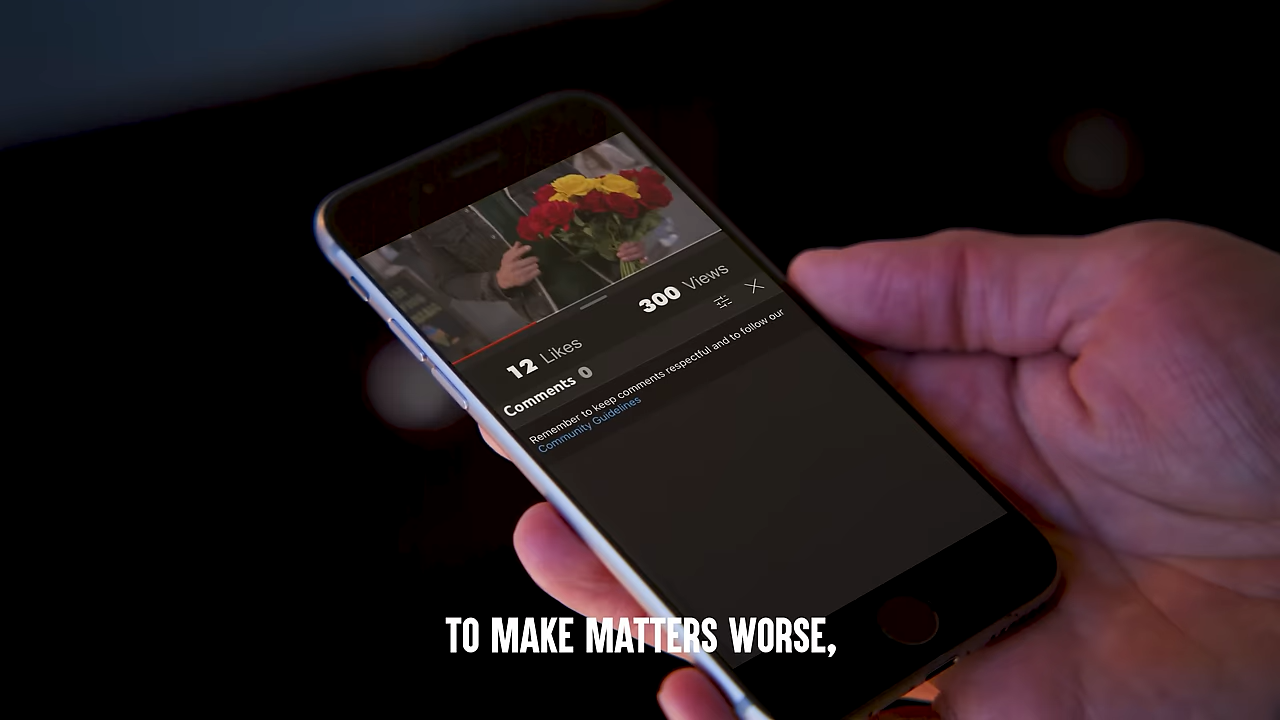 300 Views
12 Likes
Comments 0
Remember to keep comments respectful and to follow our
Community Guidelines
TO MAKE MATTERS WORSE,